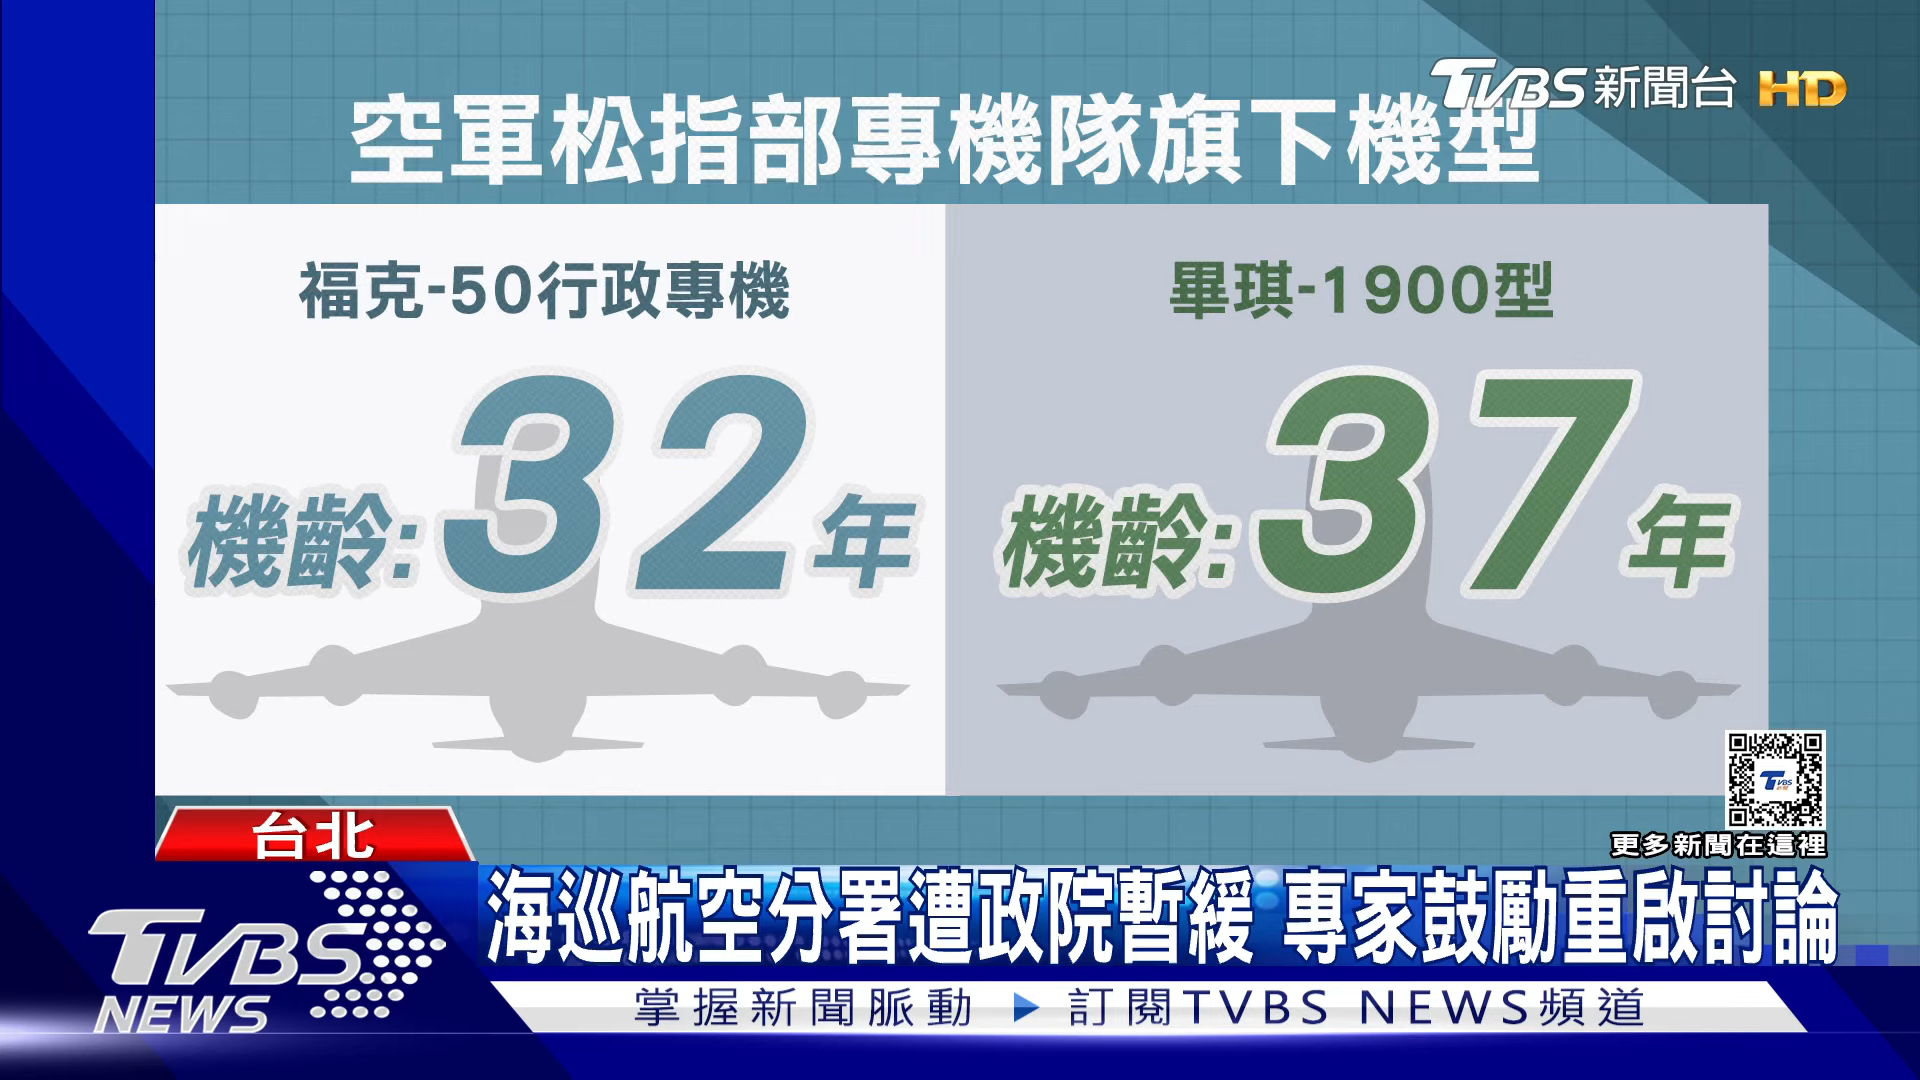 TVBS新聞台 HD
空軍松指部專機隊旗下機型
福克-50行政專機
機齡:32年
畢琪-1900型
機齡:37年
TVBS
新聞
更多新聞在這裡
台北
海巡航空分署遭政院暫緩 專家鼓勵重啟討論
TVBS
NEWS
掌握新聞脈動 ▶ 訂閱TVBS NEWS頻道